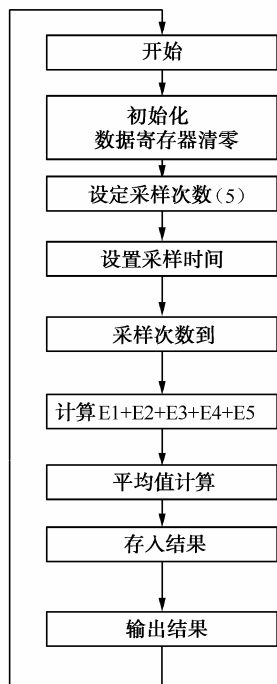 开始
初始化
数据寄存器清零
设定采样次数(5)
设置采样时间
采样次数到
计算E1+E2+E3+E4+E5
平均值计算
存入结果
输出结果